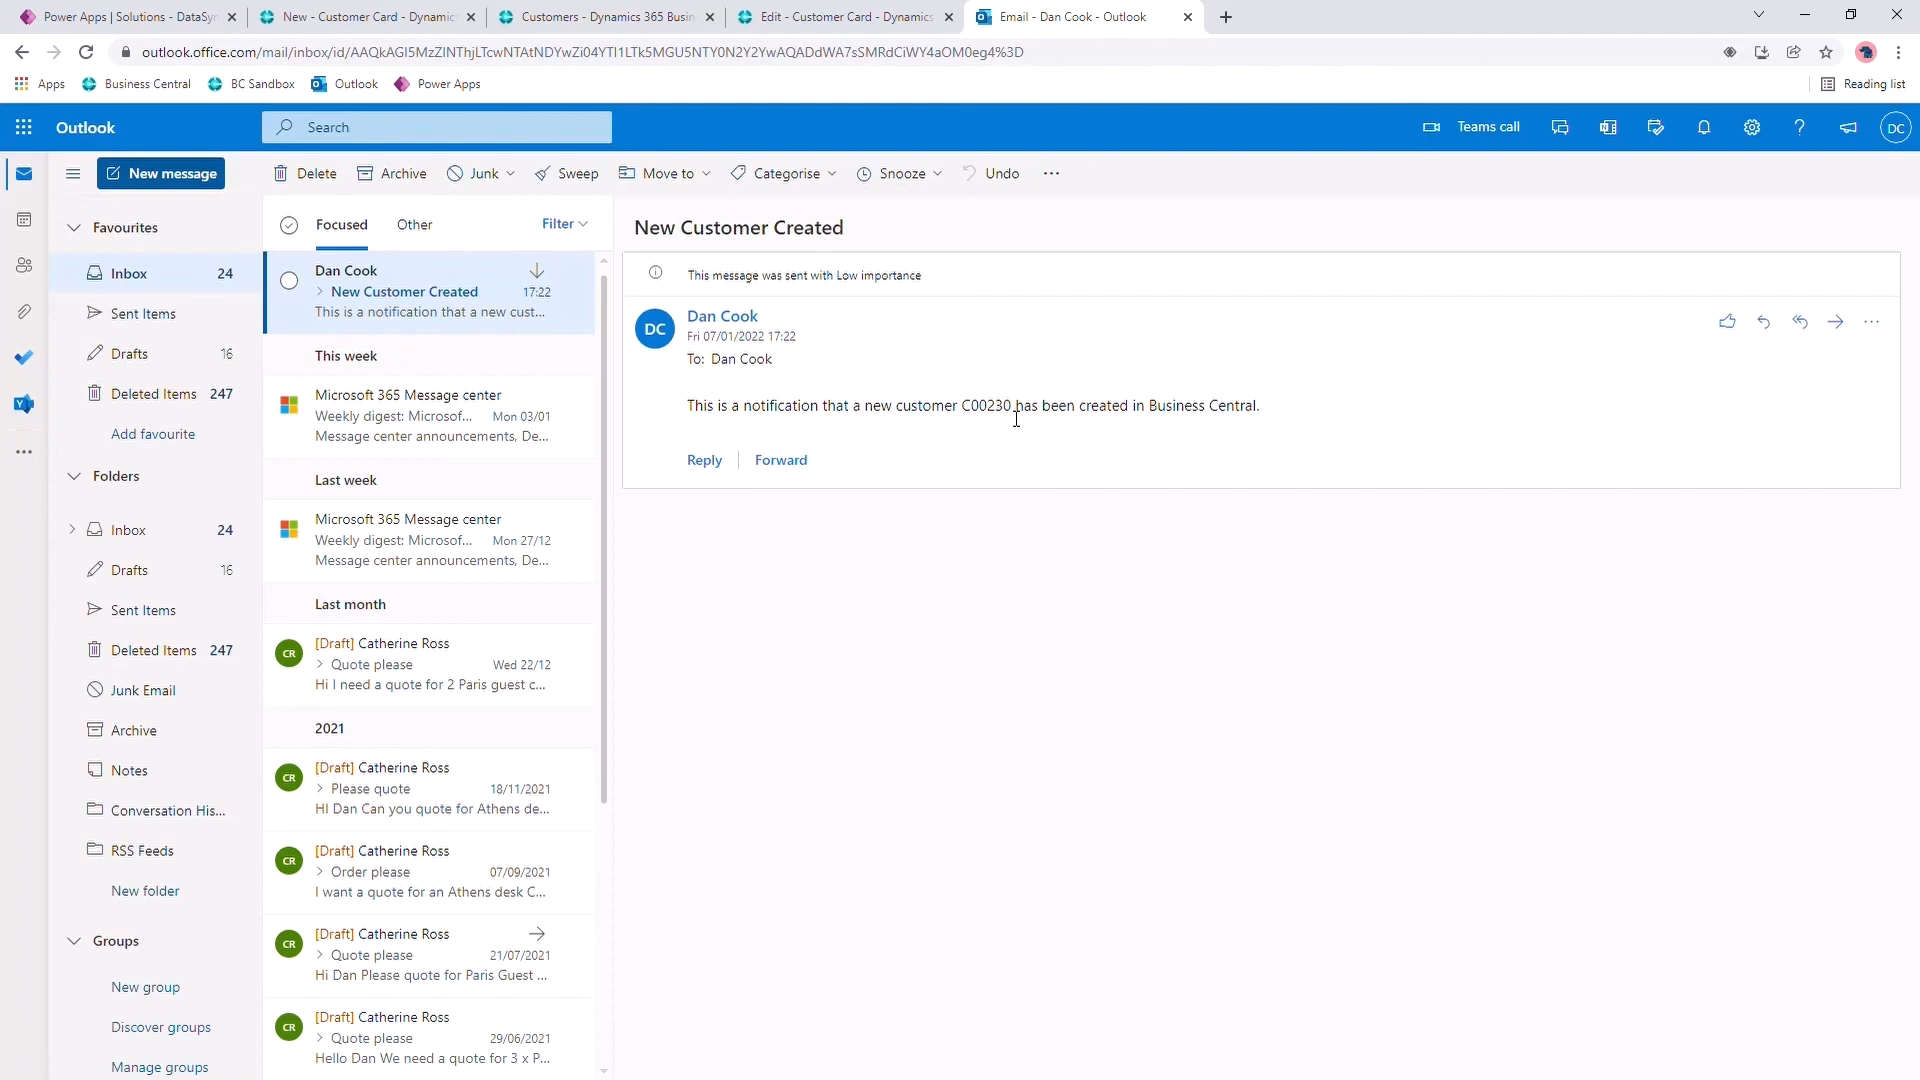 Power Apps | Solutions - DataSyn
New - Customer Card - Dynamics
Customers - Dynamics 365 Busin
Edit - Customer Card - Dynamics
Email - Dan Cook - Outlook
outlook.office.com/mail/inbox/id/AAQkAGI5MzZlNThjLTcwNTAtNDYwZi04YTI1LTk5MGU5NTY0N2Y2YwAQADdWA7sSMRdCiWY4aOM0eg4%3D
Apps
Business Central
BC Sandbox
Outlook
Power Apps
Reading list
Outlook
Search
Teams call
DC
New message
Delete
Archive
Junk
Sweep
Move to
Categorise
Snooze
Undo
Favourites
Inbox 24
Sent Items
Drafts 16
Deleted Items 247
Add favourite
Folders
Inbox 24
Drafts 16
Sent Items
Deleted Items 247
Junk Email
Archive
Notes
Conversation His...
RSS Feeds
New folder
Groups
New group
Discover groups
Manage groups
Focused
Other
Filter
Dan Cook
New Customer Created 17:22
This is a notification that a new cust...
This week
Microsoft 365 Message center
Weekly digest: Microsof... Mon 03/01
Message center announcements, De...
Last week
Microsoft 365 Message center
Weekly digest: Microsof... Mon 27/12
Message center announcements, De...
Last month
CR
[Draft] Catherine Ross
Quote please Wed 22/12
Hi I need a quote for 2 Paris guest c...
2021
CR
[Draft] Catherine Ross
Please quote 18/11/2021
HI Dan Can you quote for Athens de...
CR
[Draft] Catherine Ross
Order please 07/09/2021
I want a quote for an Athens desk C...
CR
[Draft] Catherine Ross
Quote please 21/07/2021
Hi Dan Please quote for Paris Guest ...
CR
[Draft] Catherine Ross
Quote please 29/06/2021
Hello Dan We need a quote for 3 x P...
New Customer Created
This message was sent with Low importance
DC
Dan Cook
Fri 07/01/2022 17:22
To: Dan Cook
This is a notification that a new customer C00230 has been created in Business Central.
Reply
Forward